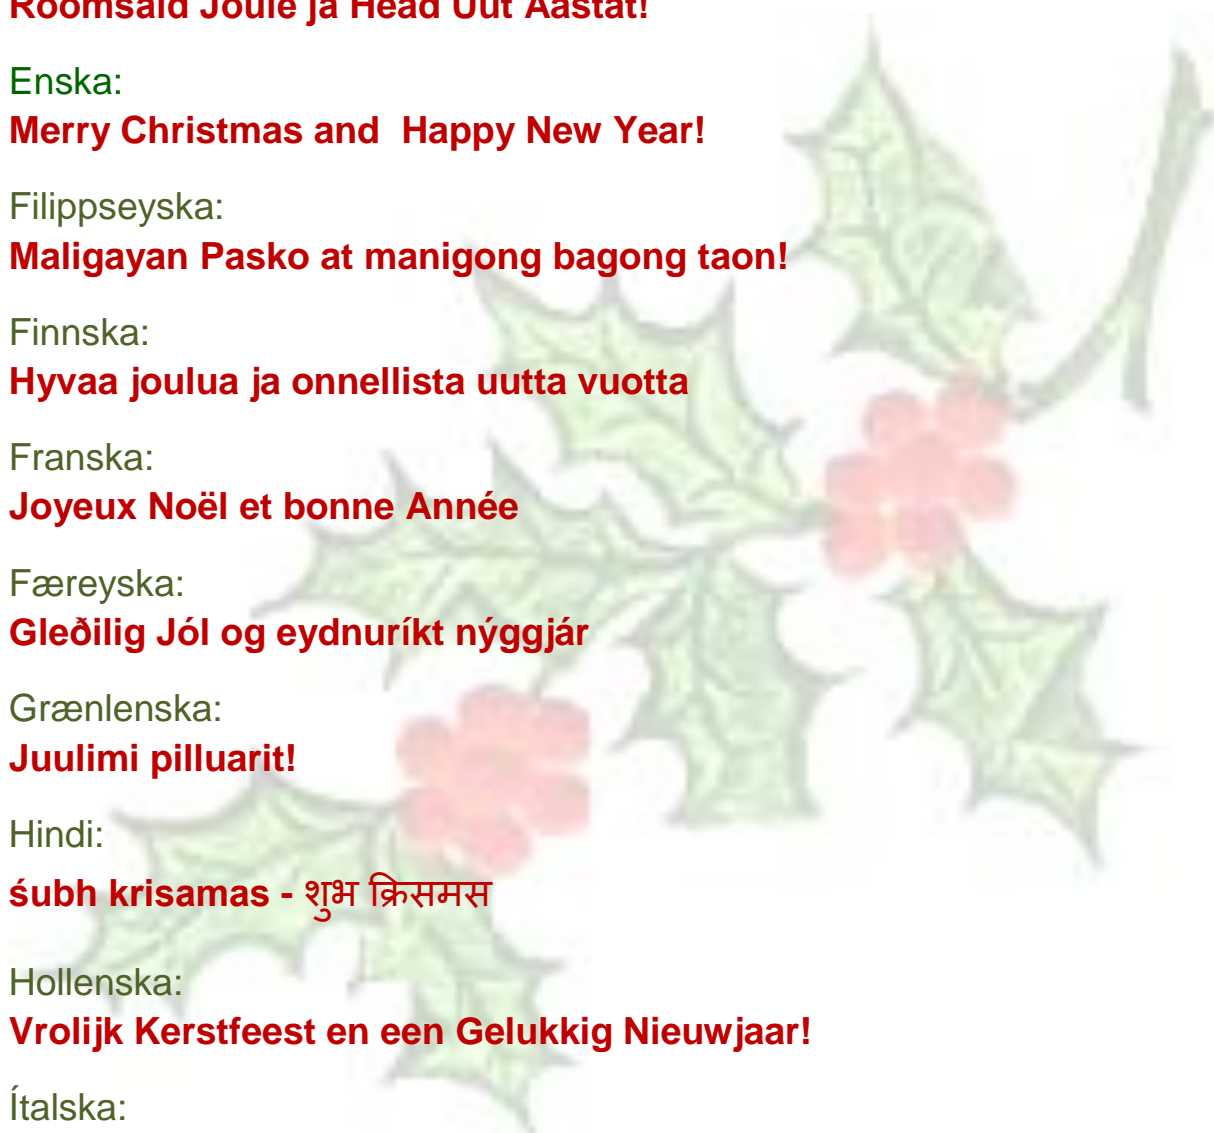 Roomsaid Joule ja Head Uut Aastat!
Enska:
Merry Christmas and  Happy New Year!
Filippseyska:
Maligayan Pasko at manigong bagong taon!
Finnska:
Hyvaa joulua ja onnellista uutta vuotta
Franska:
Joyeux Noël et bonne Année
Færeyska:
Gleðilig Jól og eydnuríkt nýggjár
Grænlenska:
Juulimi pilluarit!
Hindi:
śubh krisamas - शुभ क्रिसमस
Hollenska:
Vrolijk Kerstfeest en een Gelukkig Nieuwjaar!
Ítalska: